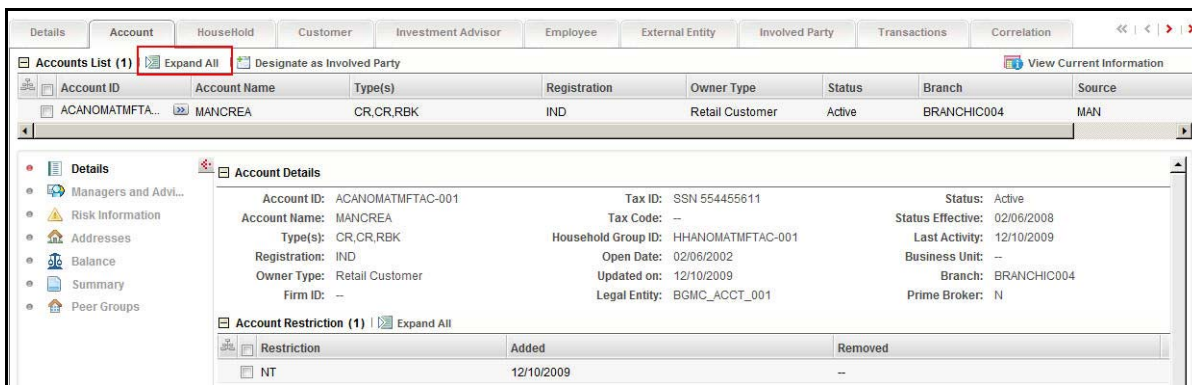 Details Account HouseHold Customer Investment Advisor Employee External Entity Involved Party Transactions Correlation
Accounts List (1) Expand All Designate as Involved Party View Current Information
Account ID Account Name Type(s) Registration Owner Type Status Branch Source
ACANOMATMFTA... MANCREA CR,CR,RBK IND Retail Customer Active BRANCHIC004 MAN
Details
Managers and Advi...
Risk Information
Addresses
Balance
Summary
Peer Groups
Account Details
Account ID: ACANOMATMFTAC-001 Tax ID: SSN 554455611 Status: Active
Account Name: MANCREA Tax Code: -- Status Effective: 02/06/2008
Type(s): CR,CR,RBK Household Group ID: HHANOMATMFTAC-001 Last Activity: 12/10/2009
Registration: IND Open Date: 02/06/2002 Business Unit: --
Owner Type: Retail Customer Updated on: 12/10/2009 Branch: BRANCHIC004
Firm ID: -- Legal Entity: BGMC_ACCT_001 Prime Broker: N
Account Restriction (1) Expand All
Restriction Added Removed
NT 12/10/2009 --